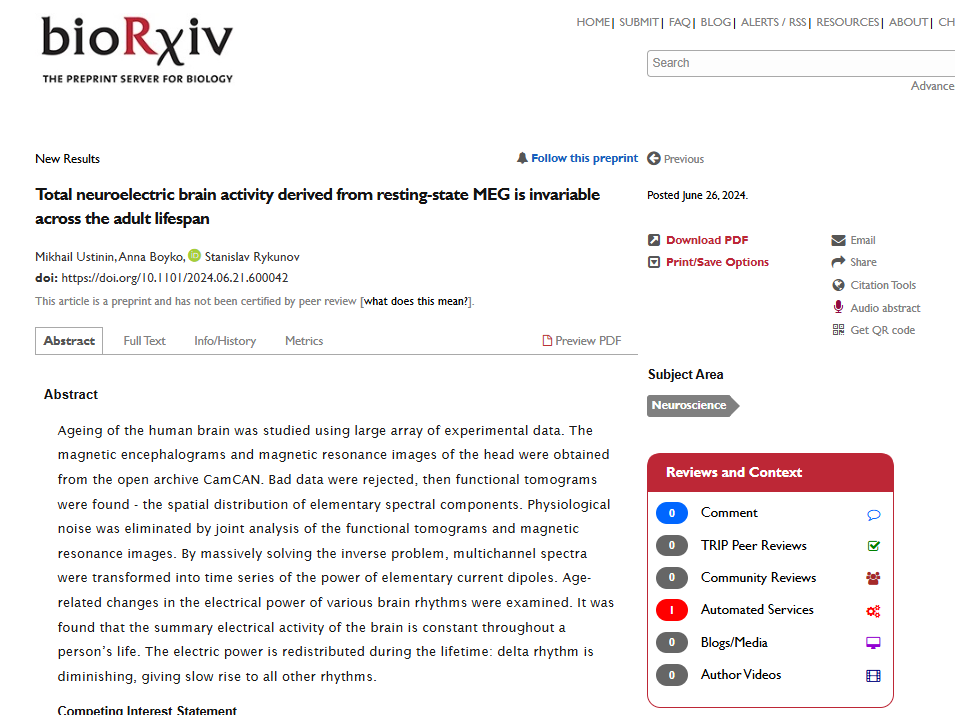 bioRχiv
THE PREPRINT SERVER FOR BIOLOGY
HOME| SUBMIT| FAQ| BLOG| ALERTS / RSS| RESOURCES| ABOUT| CH
Search
Advance
New Results
Follow this preprint
Total neuroelectric brain activity derived from resting-state MEG is invariable
across the adult lifespan
Mikhail Ustinin, Anna Boyko, iD Stanislav Rykunov
doi: https://doi.org/10.1101/2024.06.21.600042
This article is a preprint and has not been certified by peer review [what does this mean?].
Abstract
Full Text
Info/History
Metrics
Preview PDF
Abstract
Ageing of the human brain was studied using large array of experimental data. The
magnetic encephalograms and magnetic resonance images of the head were obtained
from the open archive CamCAN. Bad data were rejected, then functional tomograms
were found - the spatial distribution of elementary spectral components. Physiological
noise was eliminated by joint analysis of the functional tomograms and magnetic
resonance images. By massively solving the inverse problem, multichannel spectra
were transformed into time series of the power of elementary current dipoles. Age-
related changes in the electrical power of various brain rhythms were examined. It was
found that the summary electrical activity of the brain is constant throughout a
person's life. The electric power is redistributed during the lifetime: delta rhythm is
diminishing, giving slow rise to all other rhythms.
Competing Interest Statement
Previous
Posted June 26, 2024.
Download PDF
Print/Save Options
Email
Share
Citation Tools
Audio abstract
Get QR code
Subject Area
Neuroscience
Reviews and Context
0 Comment
0 TRIP Peer Reviews
0 Community Reviews
1 Automated Services
0 Blogs/Media
0 Author Videos